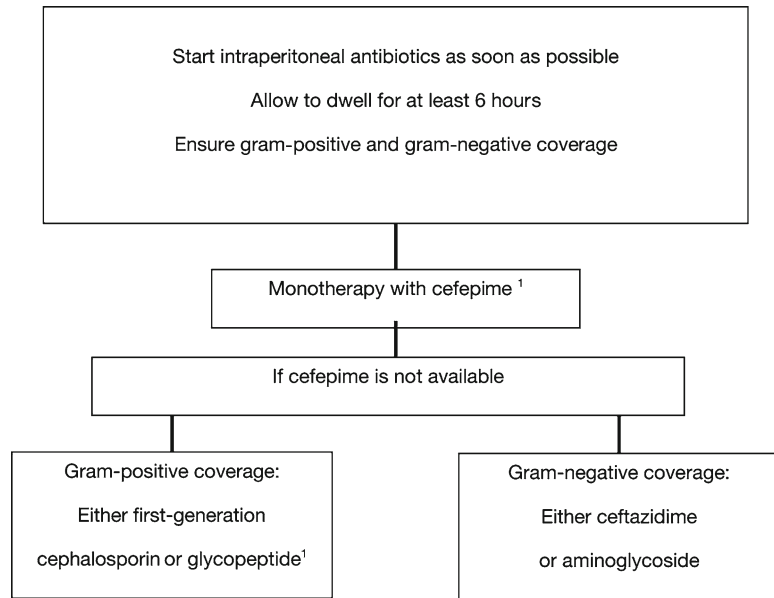 Start intraperitoneal antibiotics as soon as possible
Allow to dwell for at least 6 hours
Ensure gram-positive and gram-negative coverage
Monotherapy with cefepime ¹
If cefepime is not available
Gram-positive coverage:
Either first-generation
cephalosporin or glycopeptide¹
Gram-negative coverage:
Either ceftazidime
or aminoglycoside